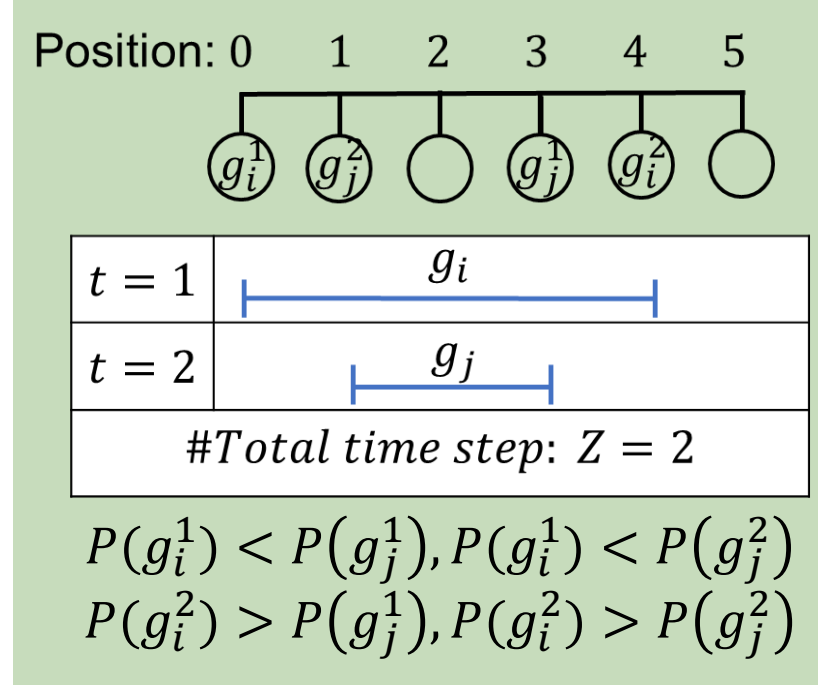 Position: 0 1 2 3 4 5
g_i^1 g_j^2 g_j^1 g_i^2
t = 1 g_i
t = 2 g_j
#Total time step: Z = 2
P(g_i^1) < P(g_j^1), P(g_i^1) < P(g_j^2)
P(g_i^2) > P(g_j^1), P(g_i^2) > P(g_j^2)